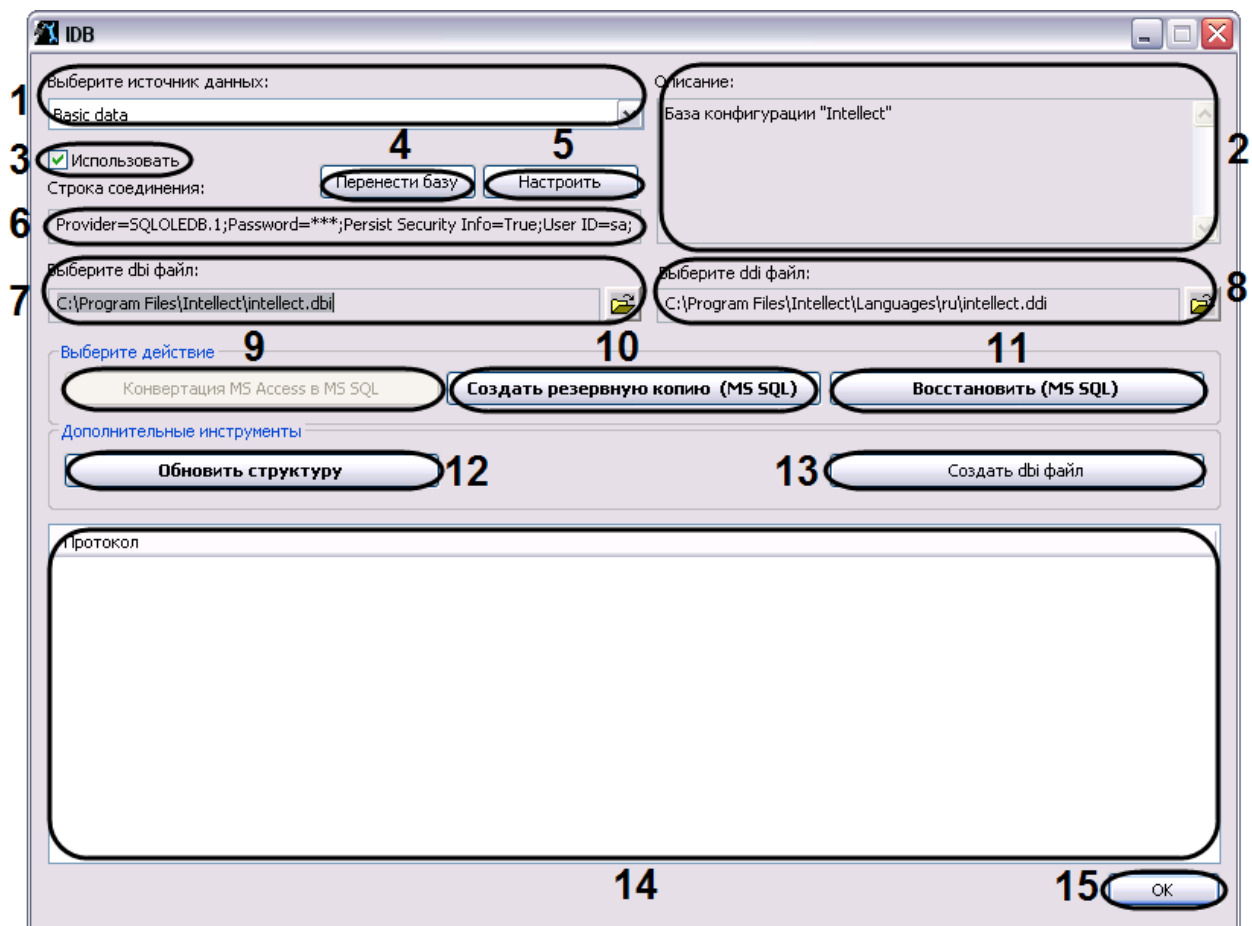 IDB
Выберите источник данных:
Описание:
1
Basic data
База конфигурации "Intellect"
2
3
Использовать
4
5
Строка соединения:
Перенести базу
Настроить
6
Provider=SQLOLEDB.1;Password=***;Persist Security Info=True;User ID=sa;
Выберите dbi файл:
Выберите ddi файл:
7
C:\Program Files\Intellect\intellect.dbi
C:\Program Files\Intellect\Languages\ru\intellect.ddi
8
Выберите действие
9
10
11
Конвертация MS Access в MS SQL
Создать резервную копию (MS SQL)
Восстановить (MS SQL)
Дополнительные инструменты
Обновить структуру
12
13
Создать dbi файл
Протокол
14
15
OK